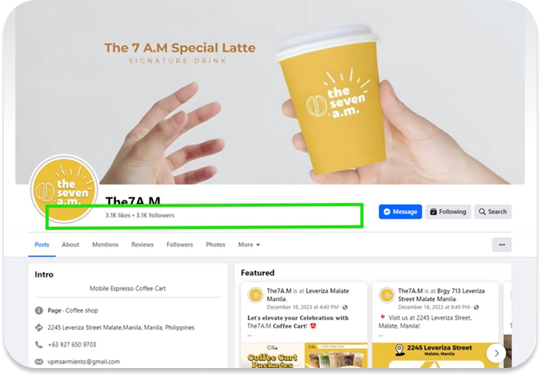 The 7 A.M Special Latte
SIGNATURE DRINK
the
seven
a.m.
the
seven
a.m.
The7A.M
3.1K likes • 3.1K followers
Message
Following
Search
Posts
About
Mentions
Reviews
Followers
Photos
More
Intro
Mobile Espresso Coffee Cart
Page · Coffee shop
2245 Leveriza Street Malate,Manila, Manila, Philippines
+63 927 650 9703
vpmsarmiento@gmail.com
Featured
The7A.M is at Leveriza Malate
Manila.
December 18, 2023 at 4:40 PM ·
Let's elevate your Celebration with
The7A.M Coffee Cart! 😍
...
Coffee Cart
Packages
The7A.M is at Brgy 713 Leveriza
Street Malate Manila.
December 14, 2023 at 8:49 PM ·
📍 Visit us at 2245 Leveriza Street,
Malate, Manila!
...
2245 Leveriza Street
Malate, Manila